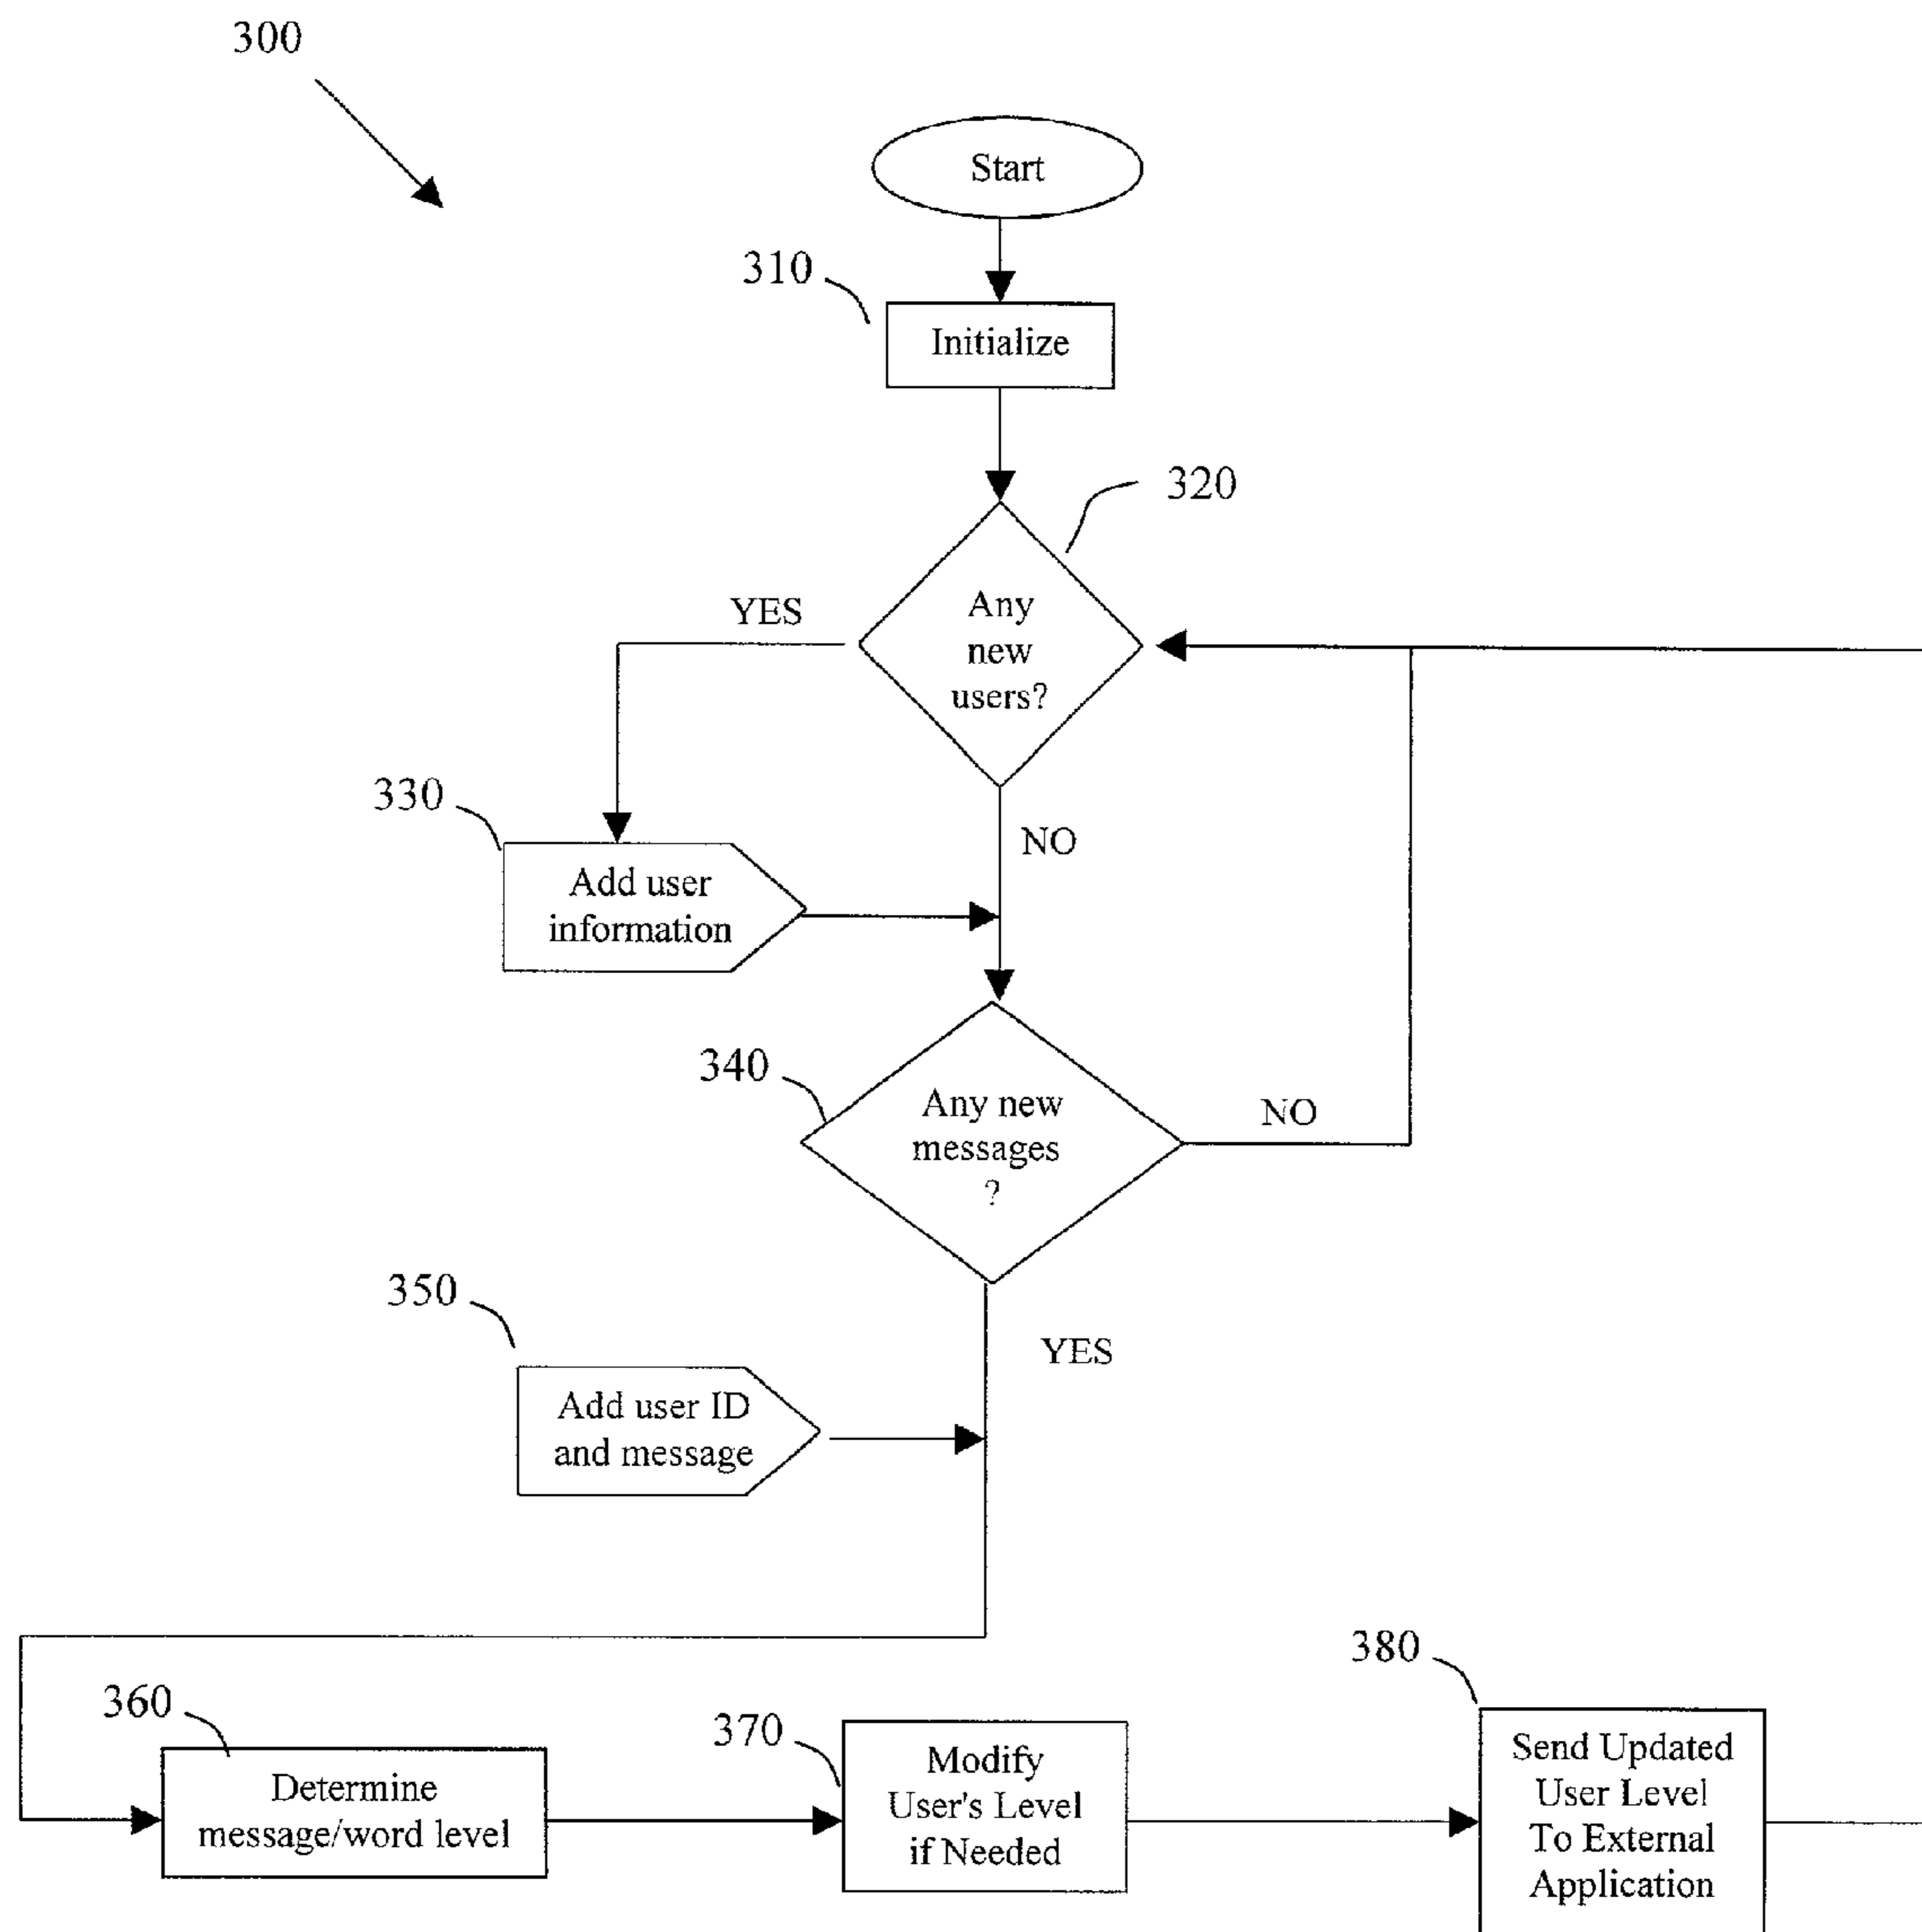 300
Start
310
Initialize
320
Any
new
users?
YES
330
NO
Add user
information
340
Any new
messages
?
NO
350
YES
Add user ID
and message
360
Determine
message/word level
370
Modify
User's Level
if Needed
380
Send Updated
User Level
To External
Application